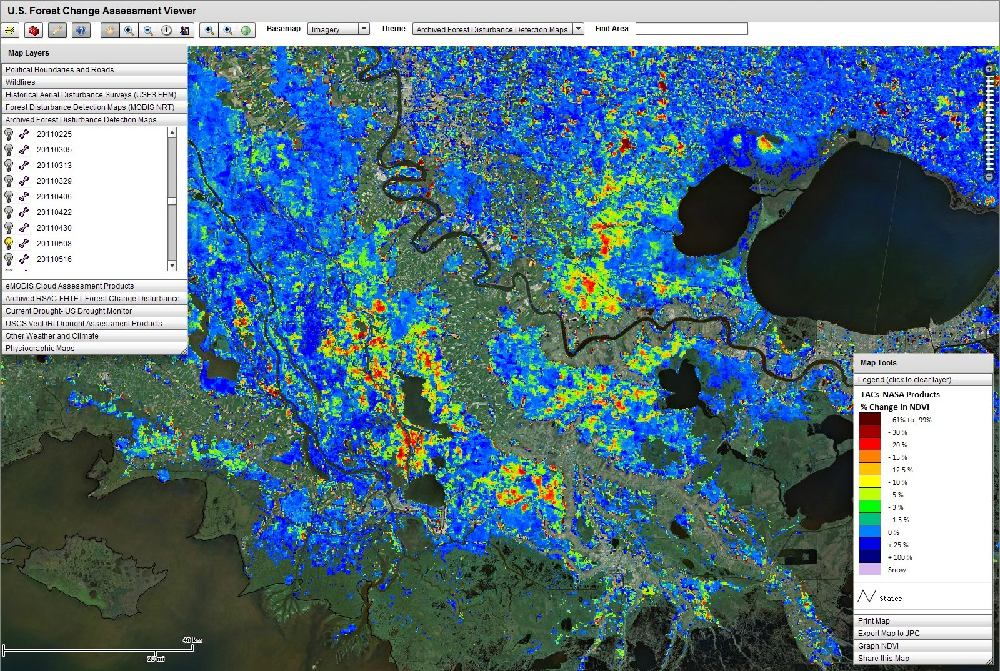 U.S. Forest Change Assessment Viewer
Basemap Imagery Theme Archived Forest Disturbance Detection Maps Find Area
Map Layers
Political Boundaries and Roads
Wildfires
Historical Aerial Disturbance Surveys (USFS FHM)
Forest Disturbance Detection Maps (MODIS NRT)
Archived Forest Disturbance Detection Maps
20110225
20110305
20110313
20110329
20110406
20110422
20110430
20110508
20110516
eMODIS Cloud Assessment Products
Archived RSAC-FHTET Forest Change Disturbance
Current Drought- US Drought Monitor
USGS VegDRI Drought Assessment Products
Other Weather and Climate
Physiographic Maps
40 km
20 mi
Map Tools
Legend (click to clear layer)
TACs-NASA Products
% Change in NDVI
- 61% to -99%
- 30 %
- 20 %
- 15 %
- 12.5 %
- 10 %
- 5 %
- 3 %
- 1.5 %
0 %
+ 25 %
+ 100 %
Snow
States
Print Map
Export Map to JPG
Graph NDVI
Share this Map